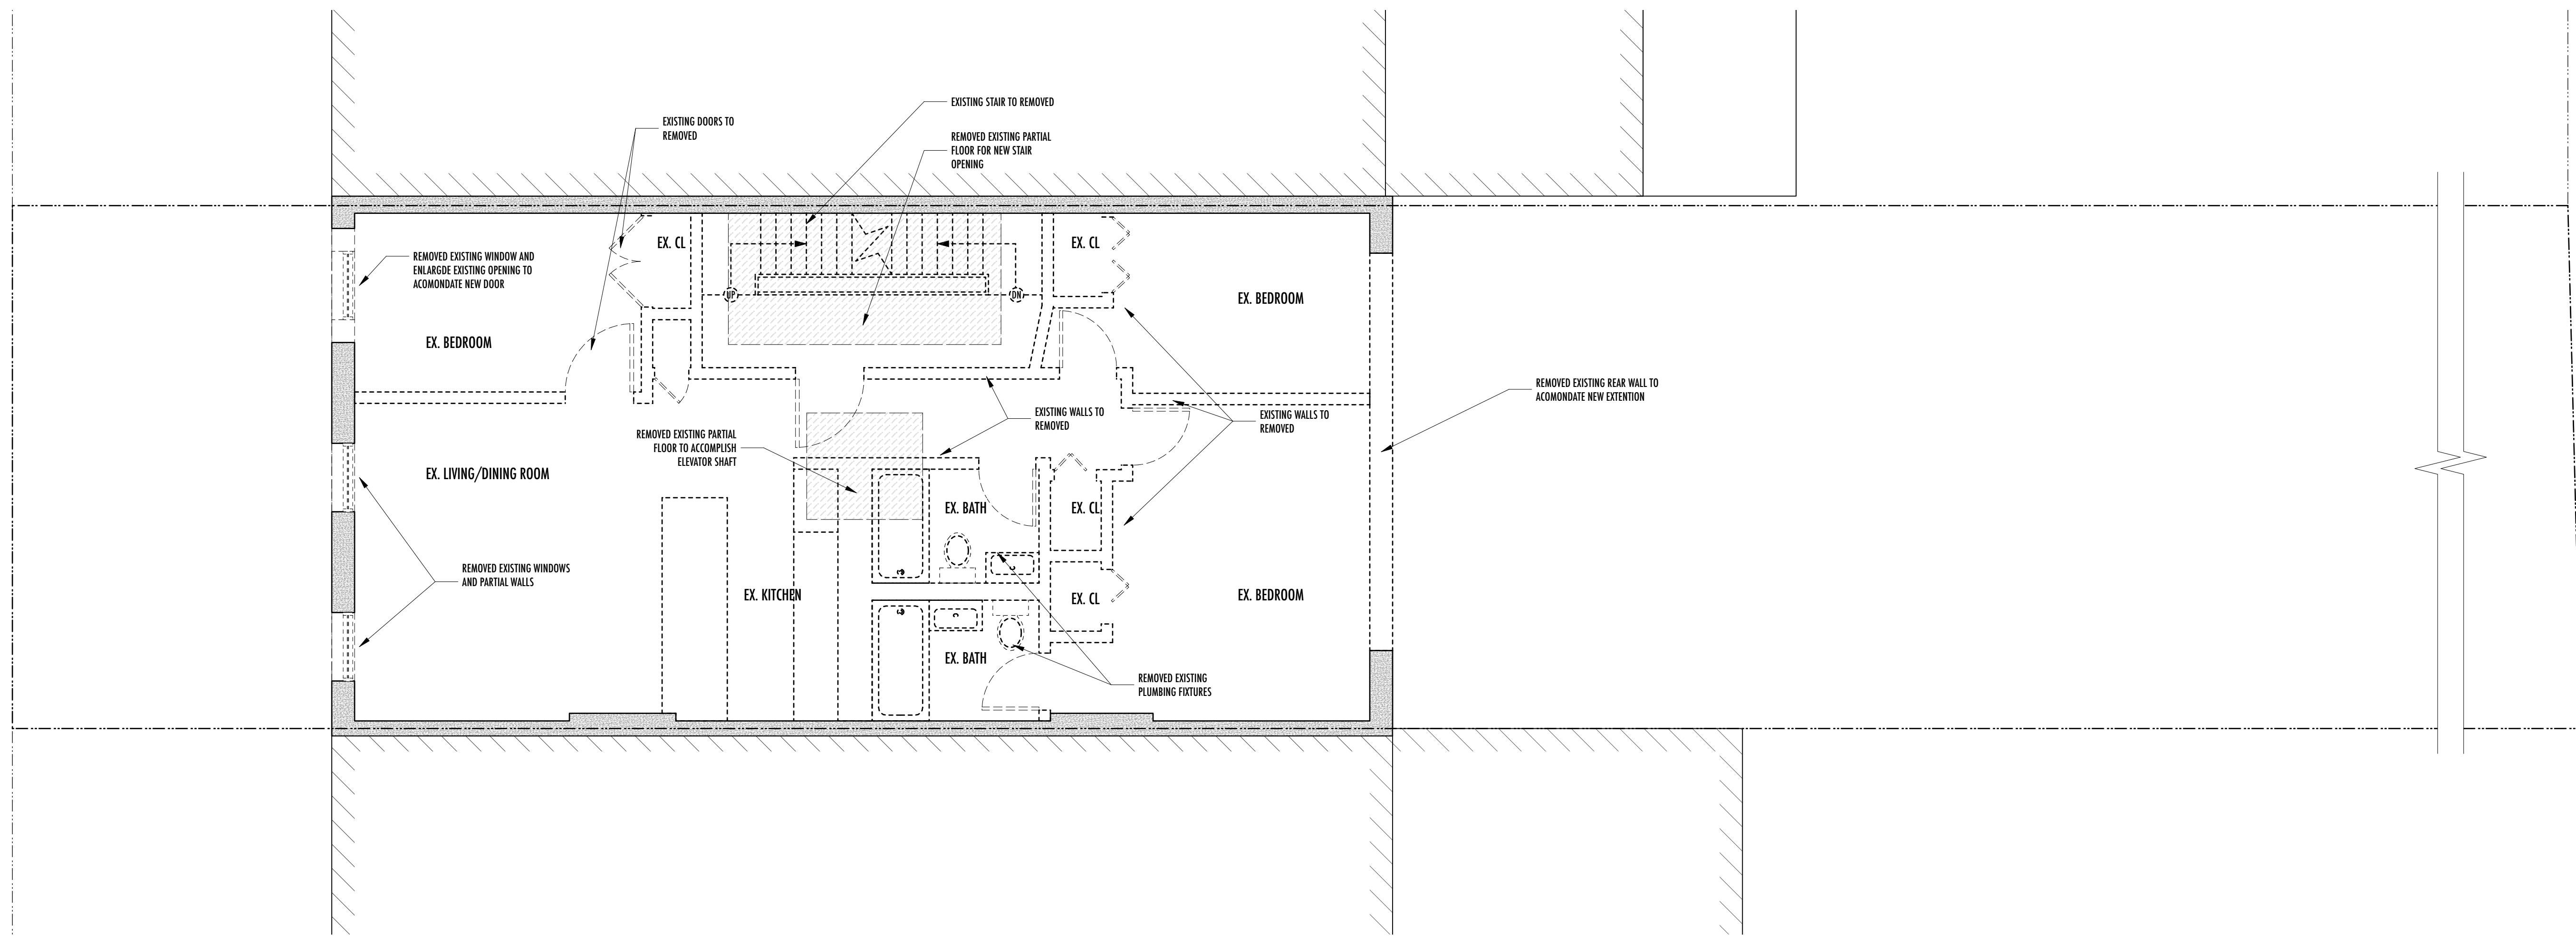 EXISTING STAIR TO REMOVED
EXISTING DOORS TO
REMOVED
REMOVED EXISTING PARTIAL
FLOOR FOR NEW STAIR
OPENING
EX. CL
EX. CL
REMOVED EXISTING WINDOW AND
ENLARGDE EXISTING OPENING TO
ACOMONDATE NEW DOOR
UP
DN
EX. BEDROOM
EX. BEDROOM
REMOVED EXISTING REAR WALL TO
ACOMONDATE NEW EXTENTION
EXISTING WALLS TO
REMOVED
EXISTING WALLS TO
REMOVED
REMOVED EXISTING PARTIAL
FLOOR TO ACCOMPLISH
ELEVATOR SHAFT
EX. LIVING/DINING ROOM
EX. BATH
EX. CL
REMOVED EXISTING WINDOWS
AND PARTIAL WALLS
EX. KITCHEN
EX. CL
EX. BEDROOM
EX. BATH
REMOVED EXISTING
PLUMBING FIXTURES